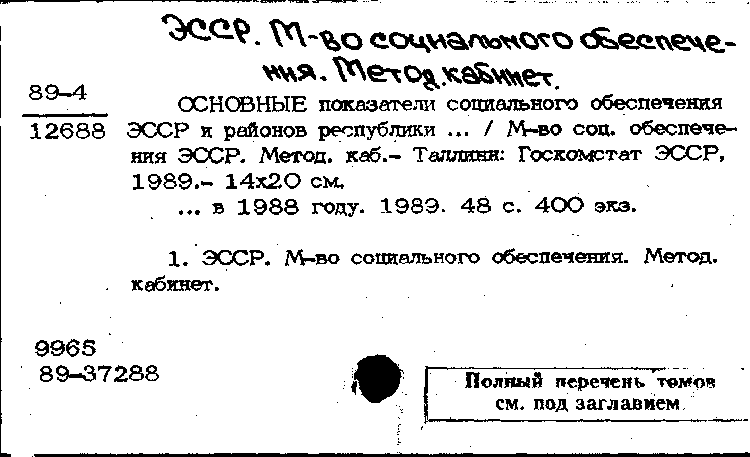 ЭССР. М-во социального обеспече-
ния. Метод. кабинет.
89-4
12688
ОСНОВНЫЕ показатели социального обеспечения
ЭССР и районов республики ... / М-во соц. обеспече-
ния ЭССР. Метод. каб.- Таллинн: Госкомстат ЭССР,
1989.- 14х20 см.
... в 1988 году. 1989. 48 с. 400 экз.
1. ЭССР. М-во социального обеспечения. Метод.
кабинет.
9965
89-37288
Полный перечень томов
см. под заглавием